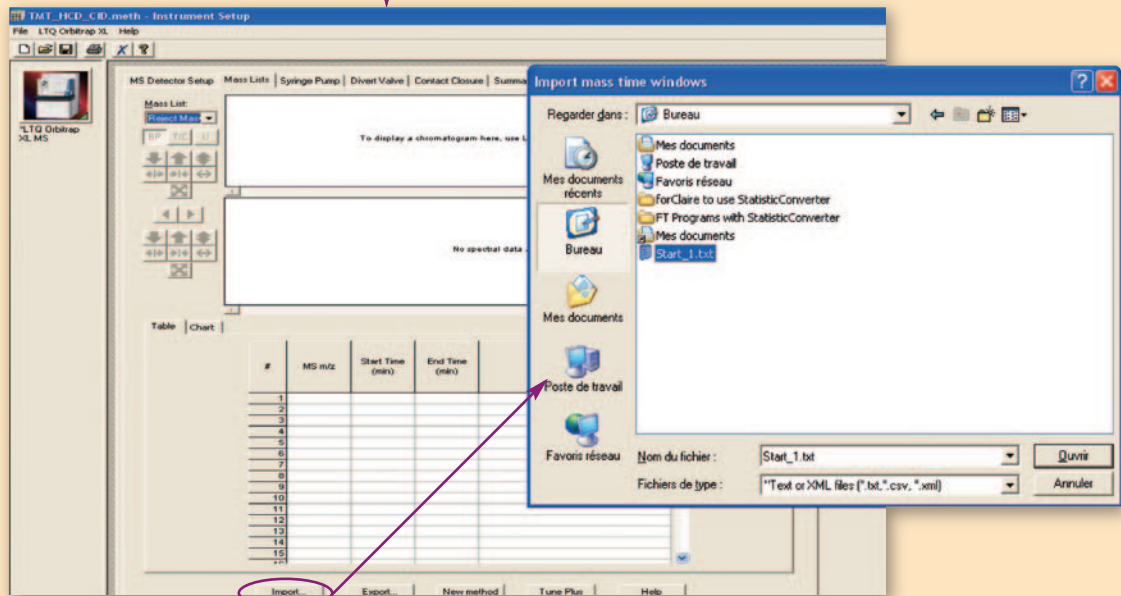 TMT_HCD_CID.meth - Instrument Setup
File LTQ Orbitrap XL Help
X ?
*LTQ Orbitrap
XL MS
MS Detector Setup Mass Lists Syringe Pump Divert Valve Contact Closure Summa
Mass List:
Reject Mas
BP TIC U
To display a chromatogram here, use L
No spectral data
Table Chart
# MS m/z Start Time (min) End Time (min)
1
2
3
4
5
6
7
8
9
10
11
12
13
14
15
Import... Export... New method Tune Plus Help
Import mass time windows
Regarder dans : Bureau
Mes documents récents
Bureau
Mes documents
Poste de travail
Favoris réseau
Mes documents
Poste de travail
Favoris réseau
forClaire to use StatisticConverter
FT Programs with StatisticConverter
Mes documents
Start_1.txt
Nom du fichier : Start_1.txt Ouvrir
Fichiers de type : "Text or XML files (*.txt,*.csv, *.xml) Annuler